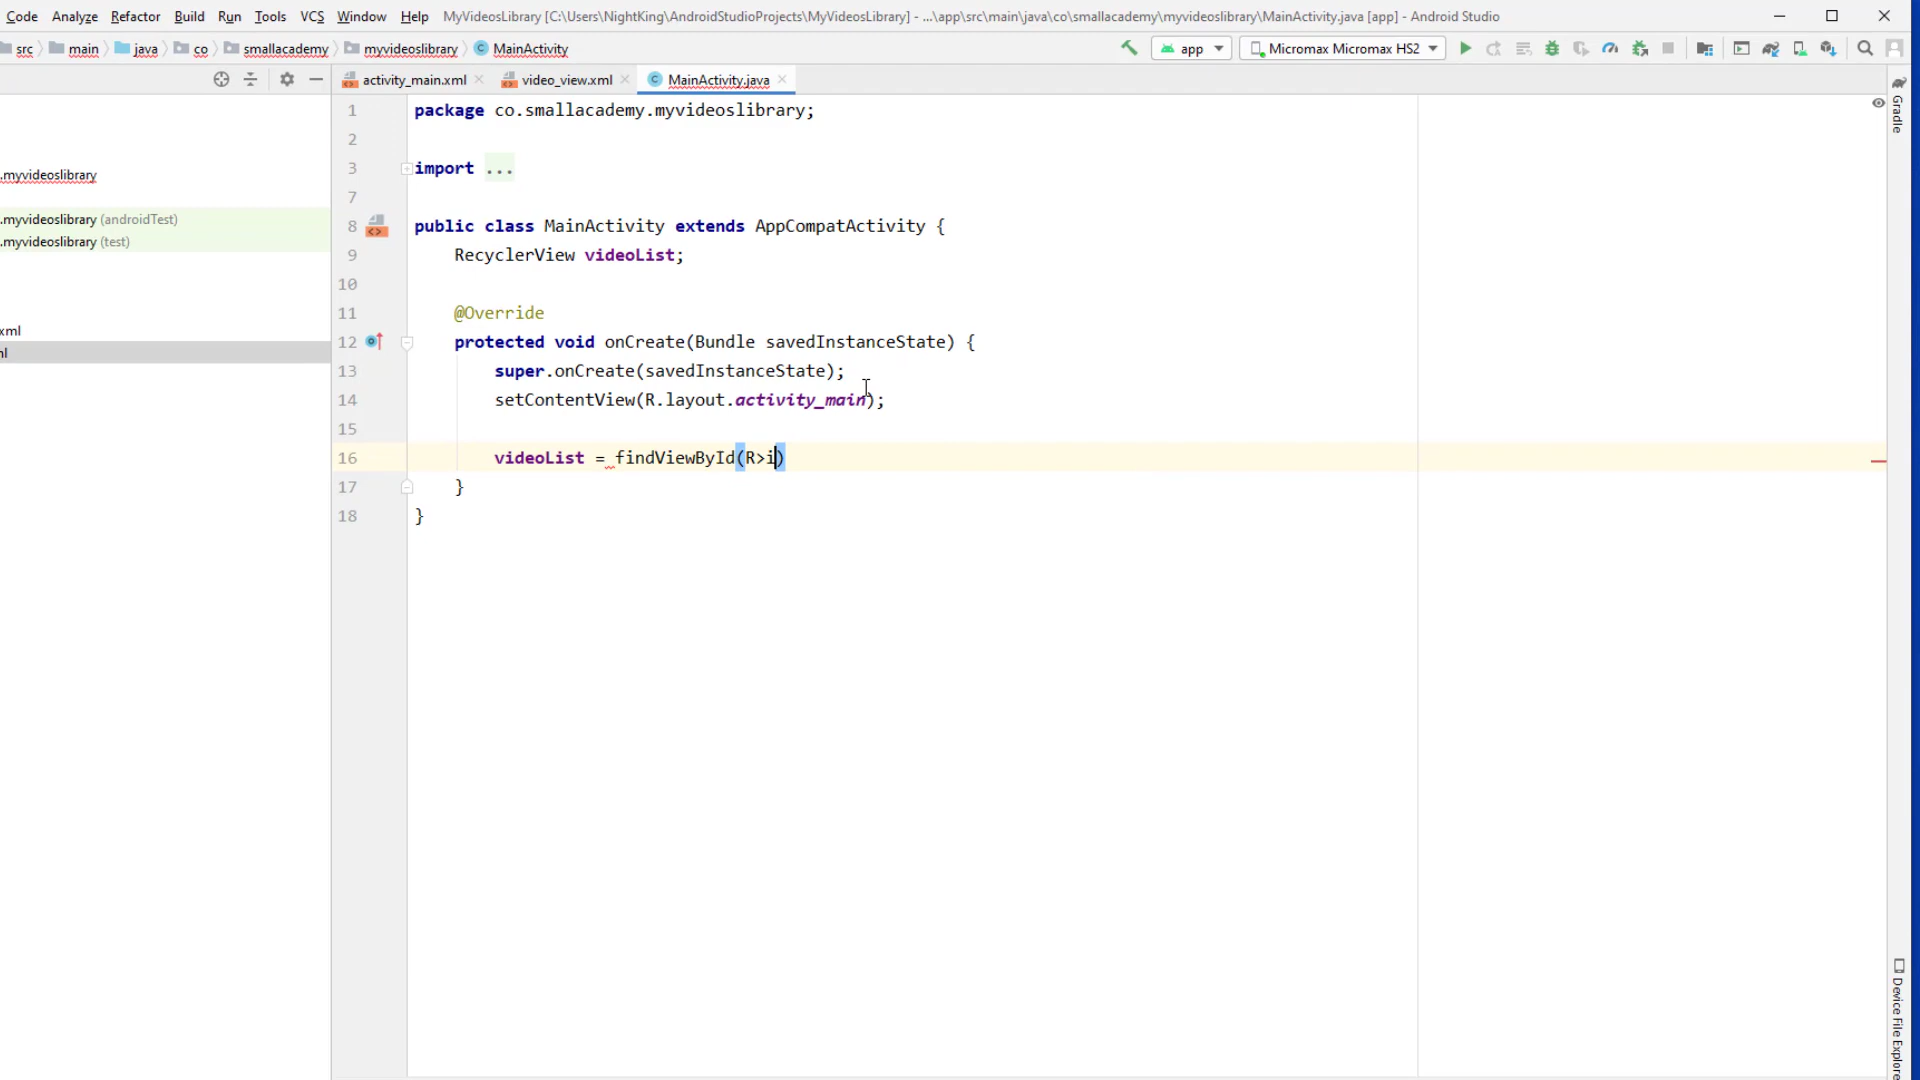 Code Analyze Refactor Build Run Tools VCS Window Help MyVideosLibrary [C:\Users\NightKing\AndroidStudioProjects\MyVideosLibrary] - ...\app\src\main\java\co\smallacademy\myvideoslibrary\MainActivity.java [app] - Android Studio
src main java co smallacademy myvideoslibrary MainActivity app Micromax Micromax HS2
activity_main.xml video_view.xml MainActivity.java
.myvideoslibrary
.myvideoslibrary (androidTest)
.myvideoslibrary (test)
xml
ml
1 package co.smallacademy.myvideoslibrary;
2
3 import ...
7
8 public class MainActivity extends AppCompatActivity {
9 RecyclerView videoList;
10
11 @Override
12 protected void onCreate(Bundle savedInstanceState) {
13 super.onCreate(savedInstanceState);
14 setContentView(R.layout.activity_main);
15
16 videoList = findViewById(R>i)
17 }
18 }
Gradle
Device File Explore